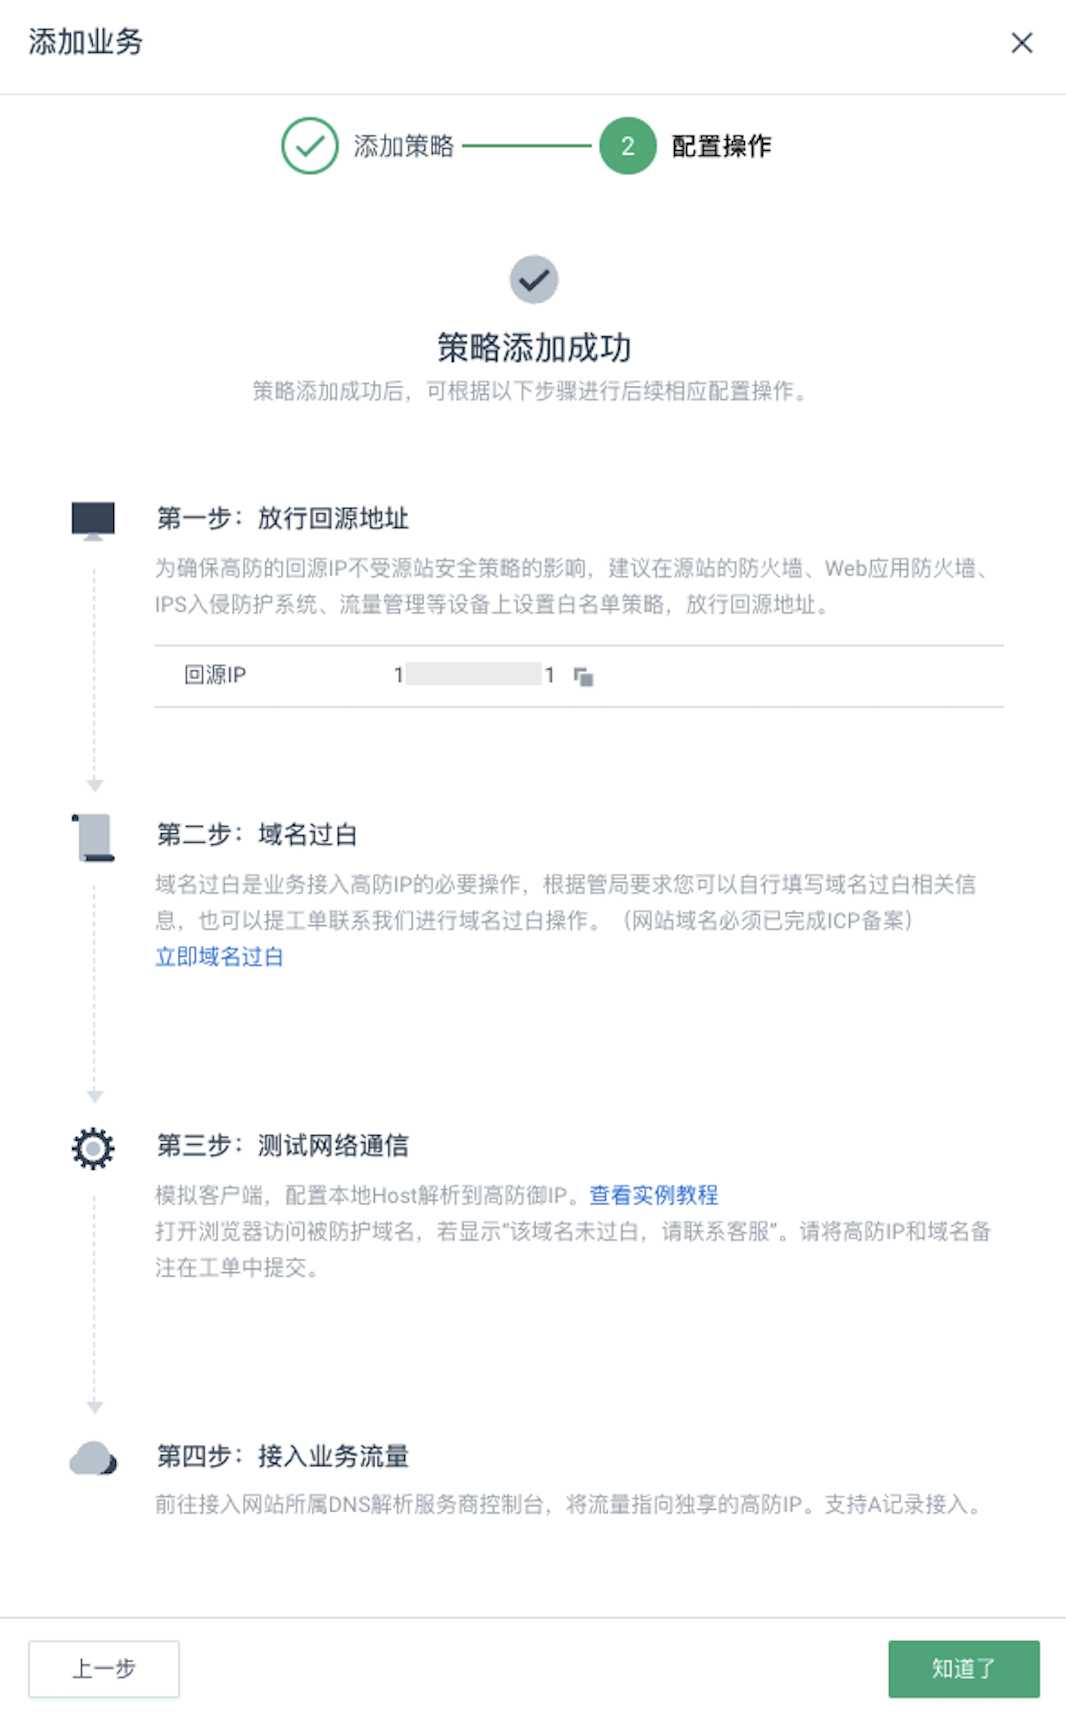 添加业务
添加策略
2 配置操作
策略添加成功
策略添加成功后，可根据以下步骤进行后续相应配置操作。
第一步：放行回源地址
为确保高防的回源IP不受源站安全策略的影响，建议在源站的防火墙、Web应用防火墙、
IPS入侵防护系统、流量管理等设备上设置白名单策略，放行回源地址。
回源IP 1 1
第二步：域名过白
域名过白是业务接入高防IP的必要操作，根据管局要求您可以自行填写域名过白相关信
息，也可以提工单联系我们进行域名过白操作。（网站域名必须已完成ICP备案）
立即域名过白
第三步：测试网络通信
模拟客户端，配置本地Host解析到高防御IP。查看实例教程
打开浏览器访问被防护域名，若显示“该域名未过白，请联系客服”。请将高防IP和域名备
注在工单中提交。
第四步：接入业务流量
前往接入网站所属DNS解析服务商控制台，将流量指向独享的高防IP。支持A记录接入。
上一步
知道了